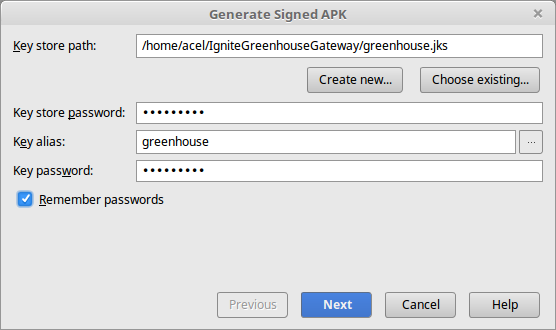 Generate Signed APK
Key store path: /home/acel/IgniteGreenhouseGateway/greenhouse.jks
Create new... Choose existing...
Key store password: •••••••••
Key alias: greenhouse ...
Key password: •••••••••
Remember passwords
Previous Next Cancel Help